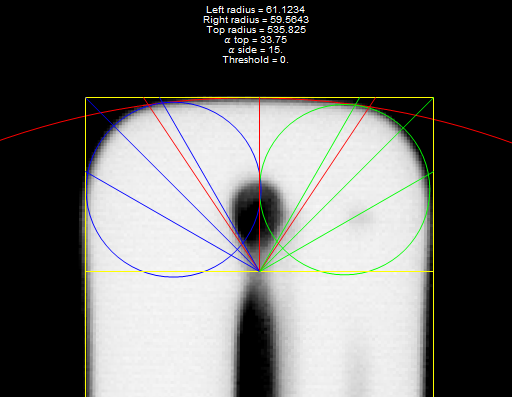 Left radius = 61.1234
Right radius = 59.5643
Top radius = 535.825
α top = 33.75
α side = 15.
Threshold = 0.